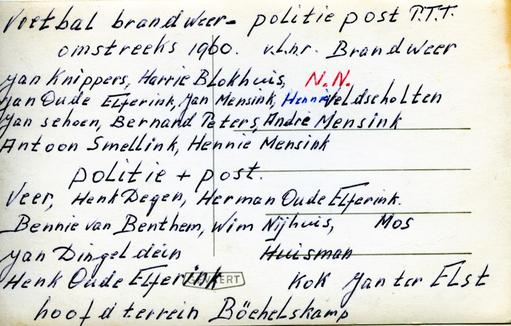 Voetbal brandweer - politie post P.T.T.
omstreeks 1960. v.l.n.r. Brandweer
Jan Knippers, Harrie Blokhuis, N.N.
Jan Oude Elferink, Jan Mensink, Hennie Veldscholten
Jan schoen, Bernard Peters, André Mensink
Antoon Smellink, Hennie Mensink
politie + post.
Veer, Henk Degen, Herman Oude Elferink.
Bennie van Benthem, Wim Nijhuis, Mos
Jan Dingeldein Huisman
Henk Oude Elferink Kok Jan ter Elst
hoofdterrein Böehelskamp